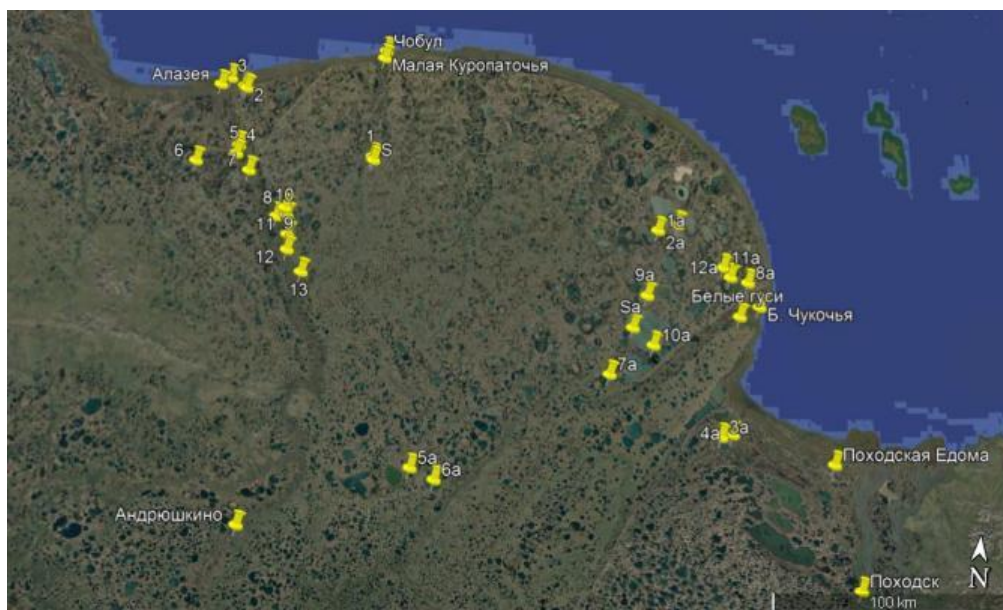 Чобул
Малая Куропаточья
Алазея
3
2
5
4
1
S
6
7
8
10
11
9
12
13
1a
2a
12a
11a
8a
9a
Белые гуси
Sa
Б. Чукочья
10a
7a
4a
3a
5a
6a
Походская Едома
Андрюшкино
N
Походск
100 km